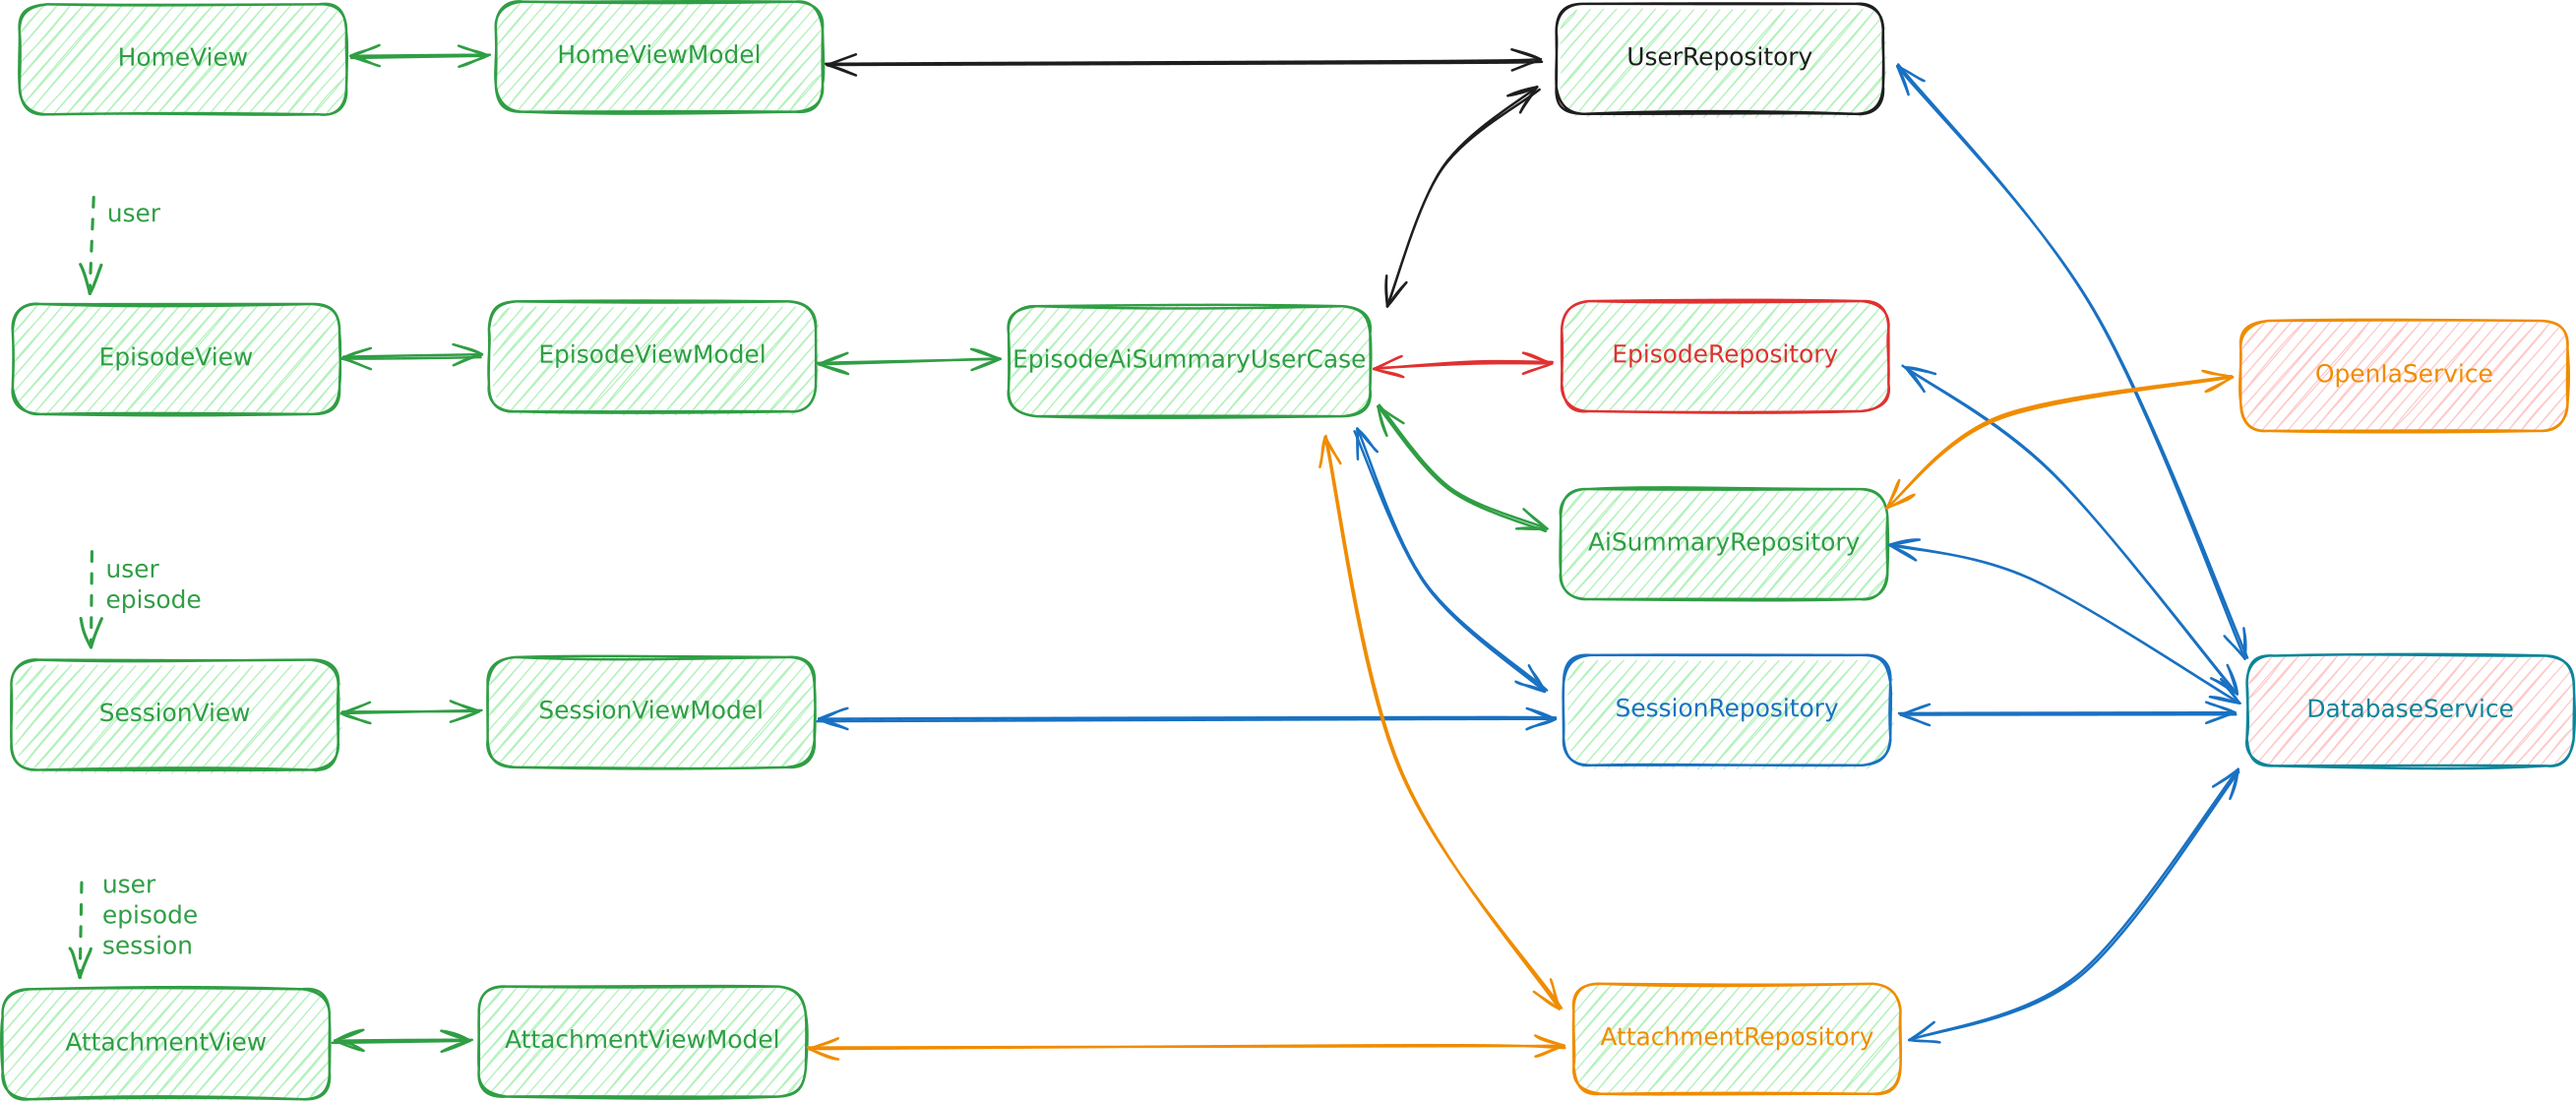 HomeView
HomeViewModel
UserRepository
user
EpisodeView
EpisodeViewModel
EpisodeAiSummaryUserCase
EpisodeRepository
OpenIaService
AiSummaryRepository
user
episode
SessionView
SessionViewModel
SessionRepository
DatabaseService
user
episode
session
AttachmentView
AttachmentViewModel
AttachmentRepository